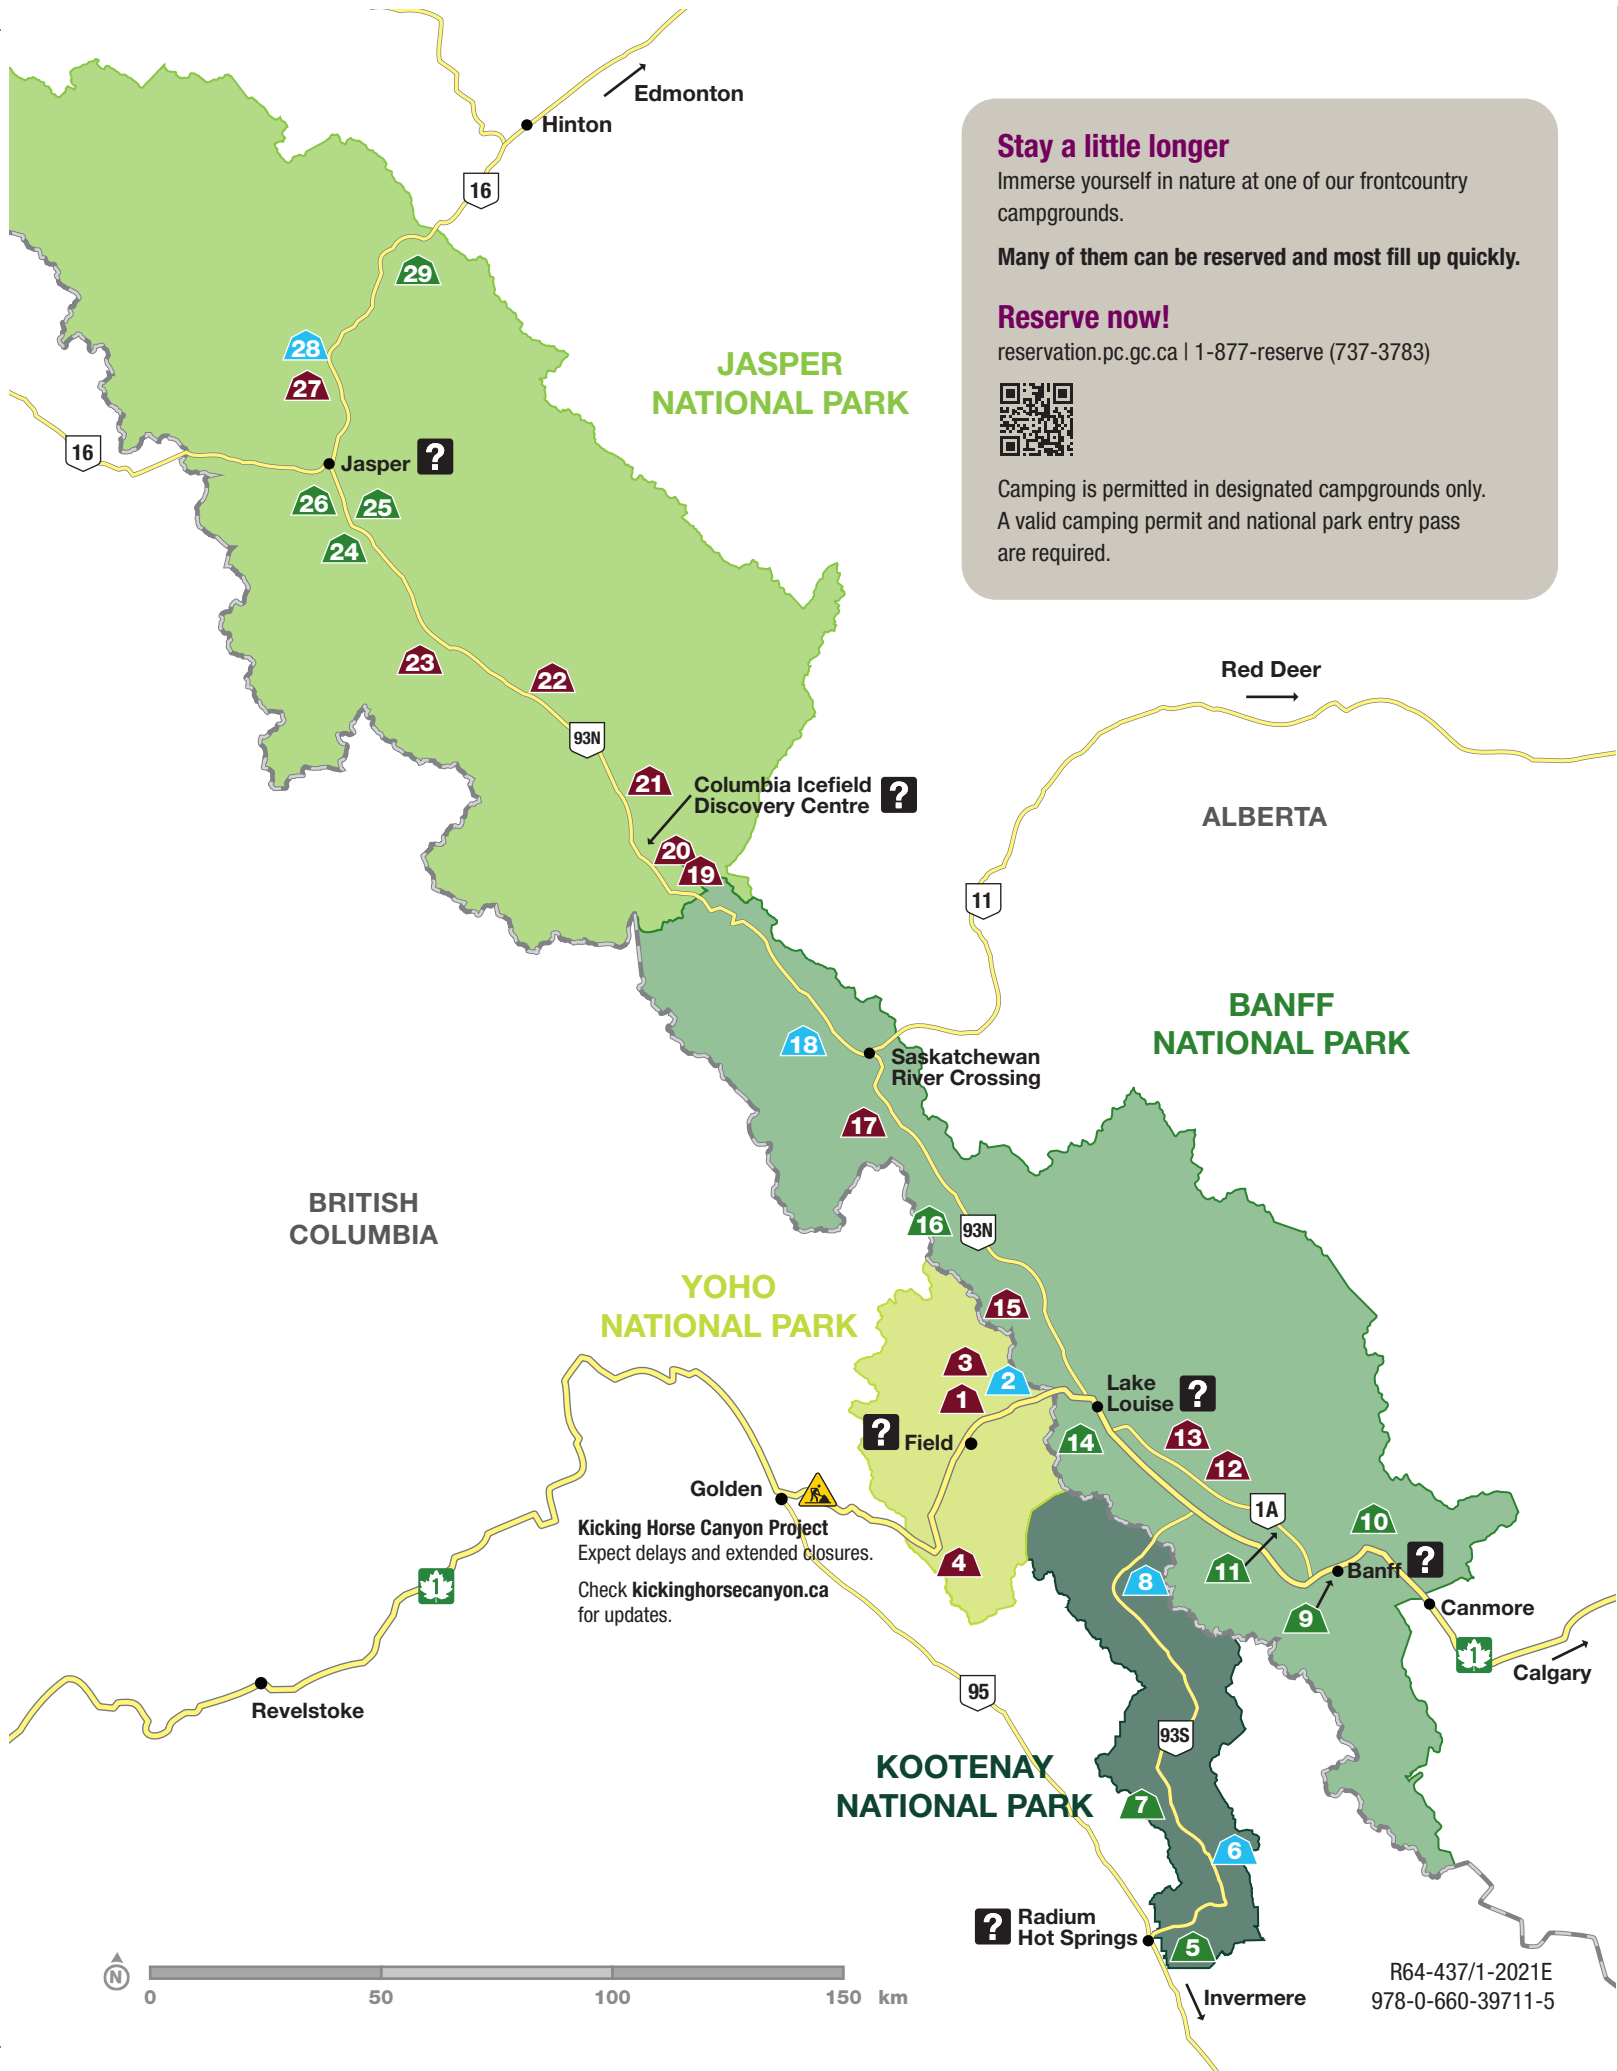 Edmonton
Hinton
16
29
28
27
JASPER
NATIONAL PARK
16
Jasper ?
26
25
24
23
22
93N
21
Columbia Icefield
Discovery Centre ?
20
19
Stay a little longer
Immerse yourself in nature at one of our frontcountry
campgrounds.
Many of them can be reserved and most fill up quickly.
Reserve now!
reservation.pc.gc.ca | 1-877-reserve (737-3783)
Camping is permitted in designated campgrounds only.
A valid camping permit and national park entry pass
are required.
Red Deer
ALBERTA
11
BANFF
NATIONAL PARK
18
Saskatchewan
River Crossing
17
BRITISH
COLUMBIA
16
93N
YOHO
NATIONAL PARK
15
3
2
1
Lake
Louise ?
? Field
14
13
12
Golden
1A
10
Kicking Horse Canyon Project
Expect delays and extended closures.
Check kickinghorsecanyon.ca
for updates.
4
8
11
Banff ?
9
Canmore
1
1
Calgary
Revelstoke
95
93S
KOOTENAY
NATIONAL PARK
7
6
? Radium
Hot Springs
5
Invermere
N
0 50 100 150 km
R64-437/1-2021E
978-0-660-39711-5